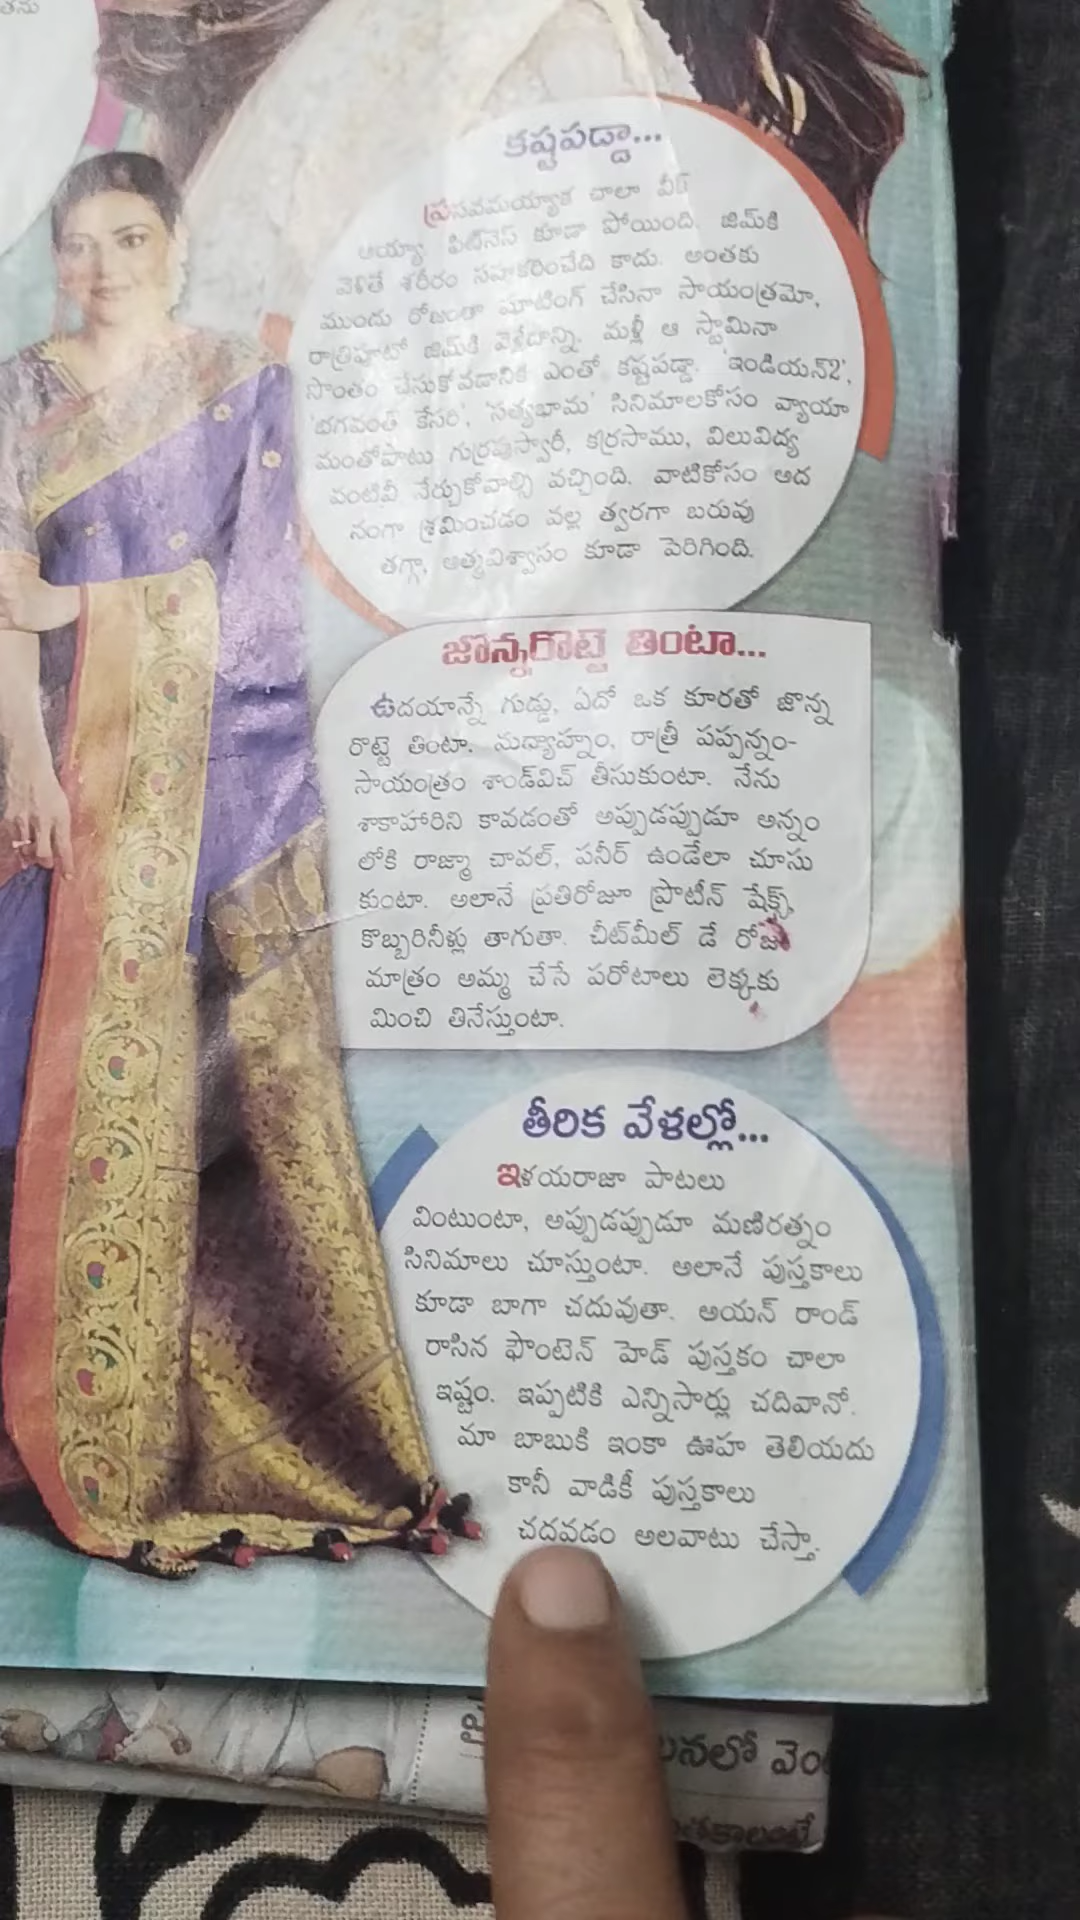 కష్టపడ్డా...
ప్రసవమయ్యాక చాలా వీక్
అయ్యా. ఫిట్‌నెస్ కూడా పోయింది. జిమ్‌కి
వెళితే శరీరం సహకరించేది కాదు. అంతకు
ముందు రోజంతా షూటింగ్ చేసినా సాయంత్రమో,
రాత్రిపూటో జిమ్‌కి వెళ్లేదాన్ని. మళ్లీ ఆ స్టామినా
సొంతం చేసుకోవడానికి ఎంతో కష్టపడ్డా. 'ఇండియన్2',
'భగవంత్ కేసరి', 'సత్యభామ' సినిమాలకోసం వ్యాయా
మంతోపాటు గుర్రపుస్వారీ, కర్రసాము, విలువిద్య
వంటివీ నేర్చుకోవాల్సి వచ్చింది. వాటికోసం అద
నంగా శ్రమించడం వల్ల త్వరగా బరువు
తగ్గా, ఆత్మవిశ్వాసం కూడా పెరిగింది.
జొన్నరొట్టె తింటా...
ఉదయాన్నే గుడ్డు, ఏదో ఒక కూరతో జొన్న
రొట్టె తింటా. మధ్యాహ్నం, రాత్రీ పప్పన్నం-
సాయంత్రం శాండ్‌విచ్ తీసుకుంటా. నేను
శాకాహారిని కావడంతో అప్పుడప్పుడూ అన్నం
లోకి రాజ్మా చావల్, పనీర్ ఉండేలా చూసు
కుంటా. అలానే ప్రతిరోజూ ప్రొటీన్ షేక్స్,
కొబ్బరినీళ్లు తాగుతా. చీట్‌మీల్ డే రోజు
మాత్రం అమ్మ చేసే పరోటాలు లెక్కకు
మించి తినేస్తుంటా.
తీరిక వేళల్లో...
ఇళయరాజా పాటలు
వింటుంటా, అప్పుడప్పుడూ మణిరత్నం
సినిమాలు చూస్తుంటా. అలానే పుస్తకాలు
కూడా బాగా చదువుతా. అయన్ రాండ్
రాసిన ఫౌంటెన్ హెడ్ పుస్తకం చాలా
ఇష్టం. ఇప్పటికి ఎన్నిసార్లు చదివానో.
మా బాబుకి ఇంకా ఊహ తెలియదు
కానీ వాడికీ పుస్తకాలు
చదవడం అలవాటు చేస్తా.